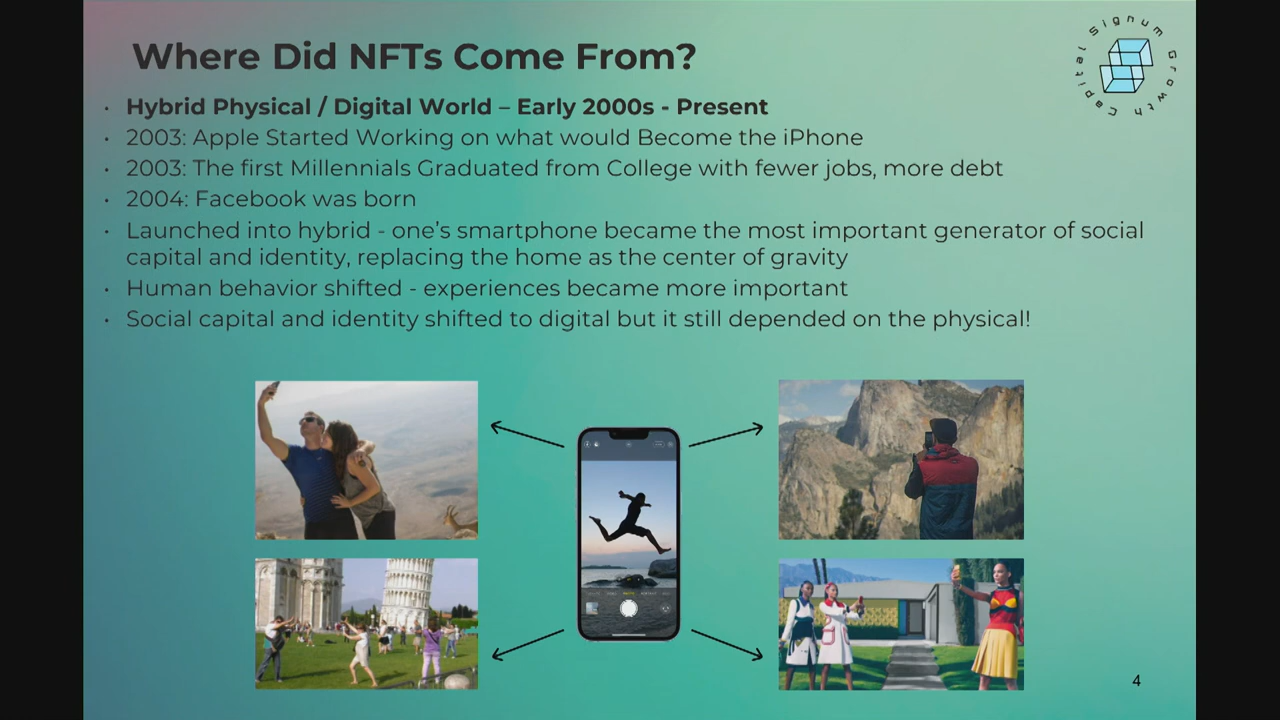 Where Did NFTs Come From?
Signum Growth Capital
• Hybrid Physical / Digital World – Early 2000s - Present
• 2003: Apple Started Working on what would Become the iPhone
• 2003: The first Millennials Graduated from College with fewer jobs, more debt
• 2004: Facebook was born
• Launched into hybrid - one’s smartphone became the most important generator of social
capital and identity, replacing the home as the center of gravity
• Human behavior shifted - experiences became more important
• Social capital and identity shifted to digital but it still depended on the physical!
4